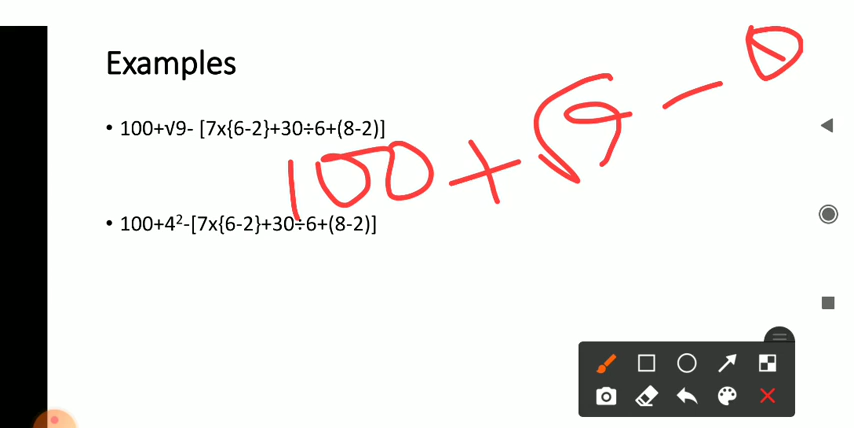 Examples
• 100+√9- [7x{6-2}+30÷6+(8-2)]
100+√9-
• 100+4²-[7x{6-2}+30÷6+(8-2)]